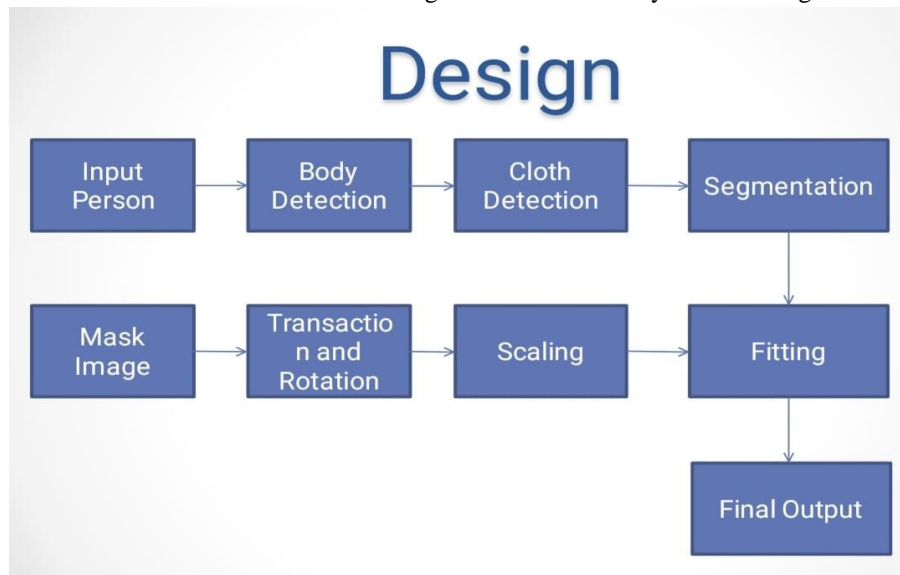 Design
Input
Person
Body
Detection
Cloth
Detection
Segmentation
Mask
Image
Transactio
n and
Rotation
Scaling
Fitting
Final Output